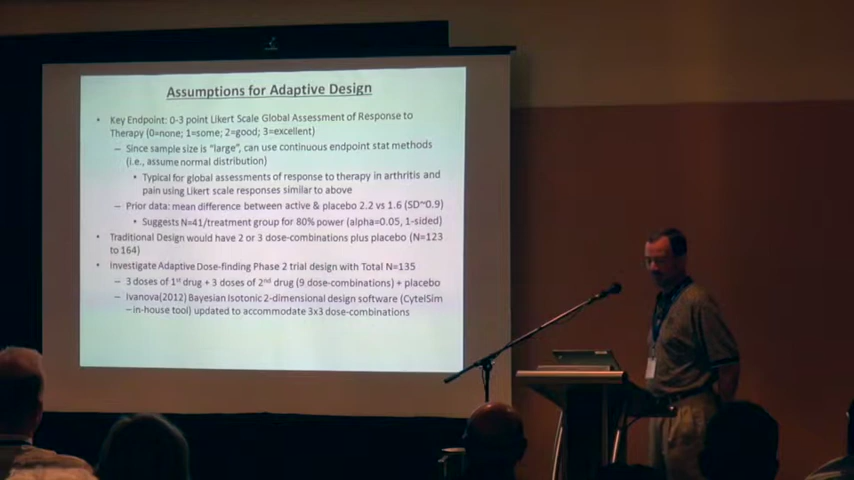 Assumptions for Adaptive Design
• Key Endpoint: 0-3 point Likert Scale Global Assessment of Response to
Therapy (0=none; 1=some; 2=good; 3=excellent)
– Since sample size is "large", can use continuous endpoint stat methods
(i.e., assume normal distribution)
• Typical for global assessments of response to therapy in arthritis and
pain using Likert scale responses similar to above
– Prior data: mean difference between active & placebo 2.2 vs 1.6 (SD~0.9)
• Suggests N=41/treatment group for 80% power (alpha=0.05, 1-sided)
• Traditional Design would have 2 or 3 dose-combinations plus placebo (N=123
to 164)
• Investigate Adaptive Dose-finding Phase 2 trial design with Total N=135
– 3 doses of 1st drug + 3 doses of 2nd drug (9 dose-combinations) + placebo
– Ivanova(2012) Bayesian Isotonic 2-dimensional design software (CytelSim
– in-house tool) updated to accommodate 3x3 dose-combinations